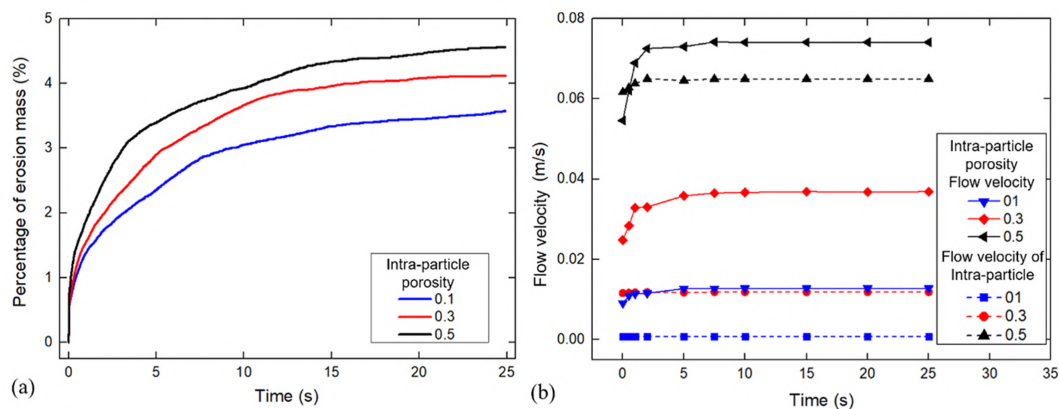 5
4
3
2
1
0
Percentage of erosion mass (%)
Intra-particle
porosity
0.1
0.3
0.5
0
5
10
15
20
25
Time (s)
(a)
0.08
0.06
0.04
0.02
0.00
Flow velocity (m/s)
Intra-particle
porosity
Flow velocity
01
0.3
0.5
Flow velocity of
Intra-particle
01
0.3
0.5
0
5
10
15
20
25
30
35
Time (s)
(b)